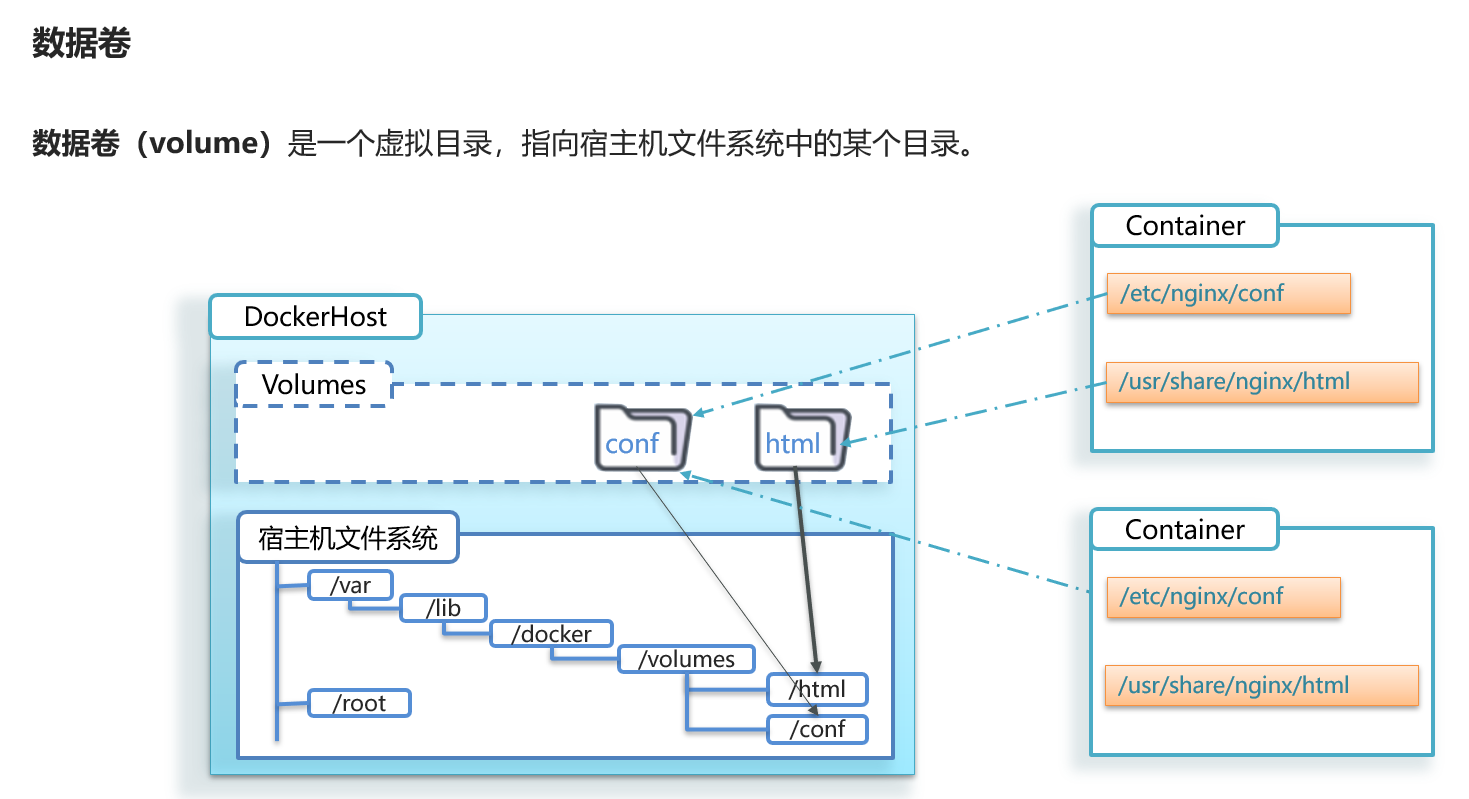 数据卷
数据卷（volume）是一个虚拟目录，指向宿主机文件系统中的某个目录。
DockerHost
Volumes
conf
html
宿主机文件系统
/var
/lib
/docker
/volumes
/html
/root
/conf
Container
/etc/nginx/conf
/usr/share/nginx/html
Container
/etc/nginx/conf
/usr/share/nginx/html